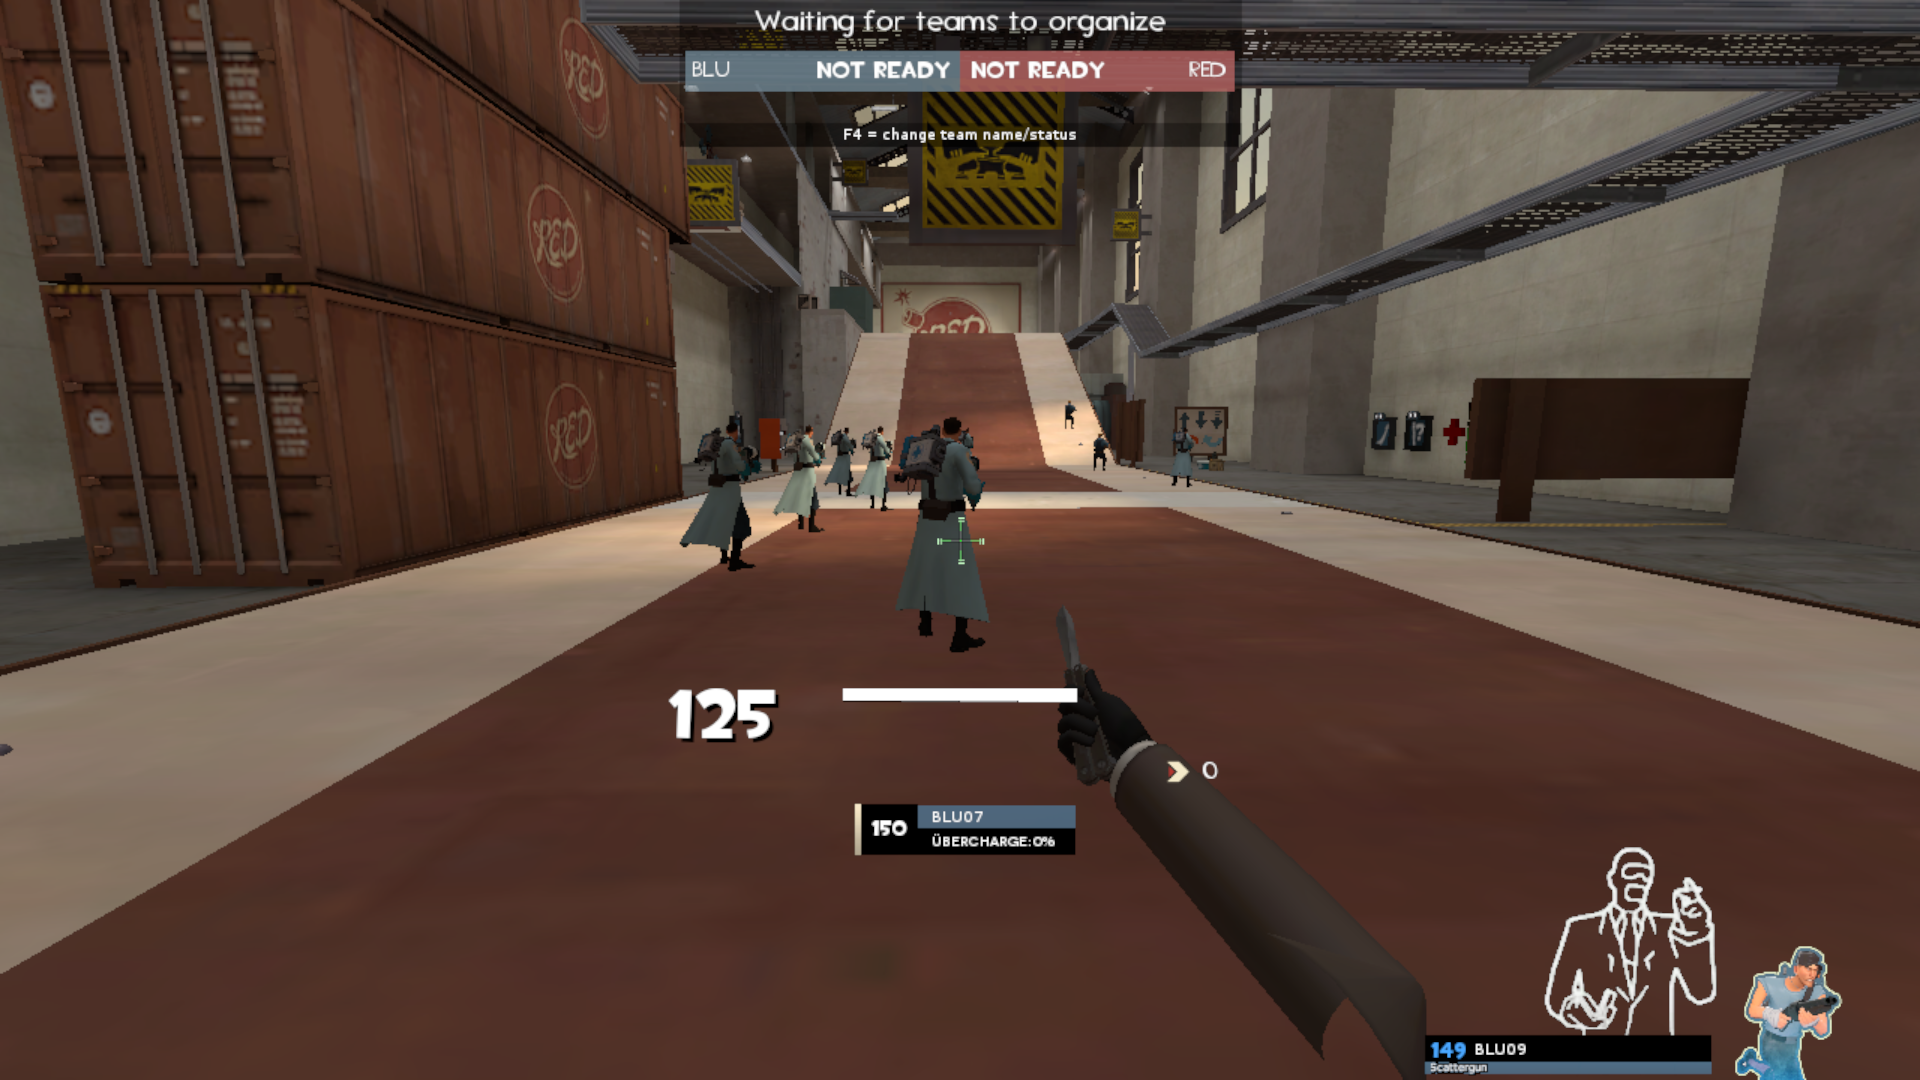 Waiting for teams to organize
BLU NOT READY NOT READY RED
F4 = change team name/status
RED
RED
RED
RED
125
0
150 BLU07
ÜBERCHARGE:0%
149 BLU09
Scattergun